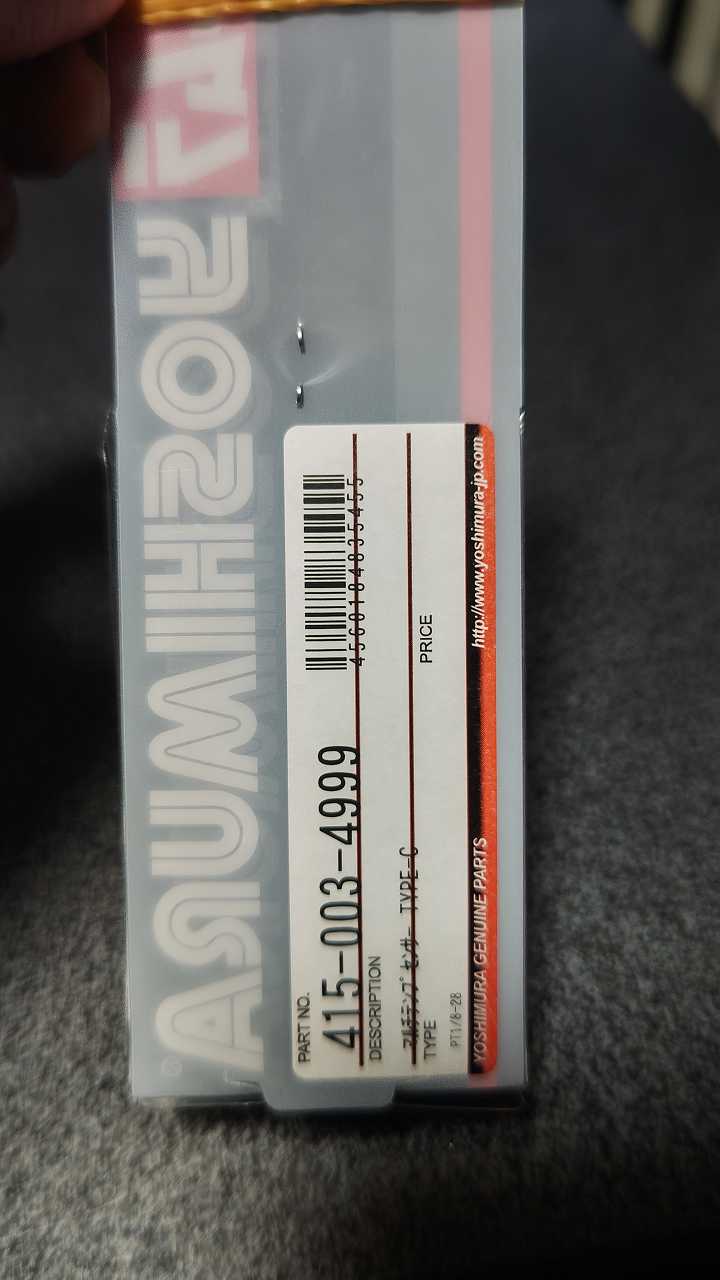 YOSHIMURA
®
PART NO.
415-003-4999
4560184835455
DESCRIPTION
マルチテンプ センサー TYPE-C
TYPE
PRICE
PT1/8-28
YOSHIMURA GENUINE PARTS
http://www.yoshimura-jp.com